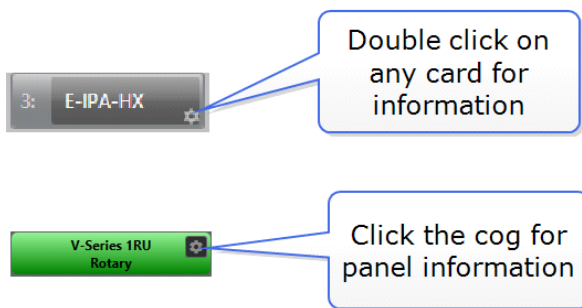 Double click on
any card for
information
3: E-IPA-HX
Click the cog for
panel information
V-Series 1RU
Rotary